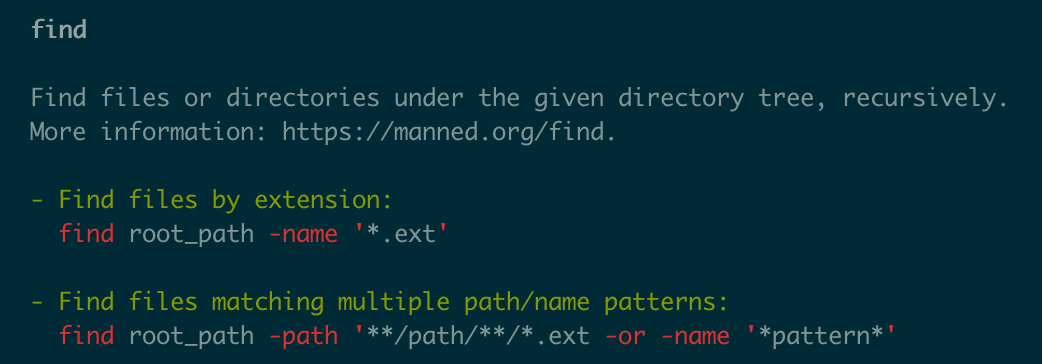 find
Find files or directories under the given directory tree, recursively.
More information: https://manned.org/find.
- Find files by extension:
find root_path -name '*.ext'
- Find files matching multiple path/name patterns:
find root_path -path '**/path/**/*.ext -or -name '*pattern*'